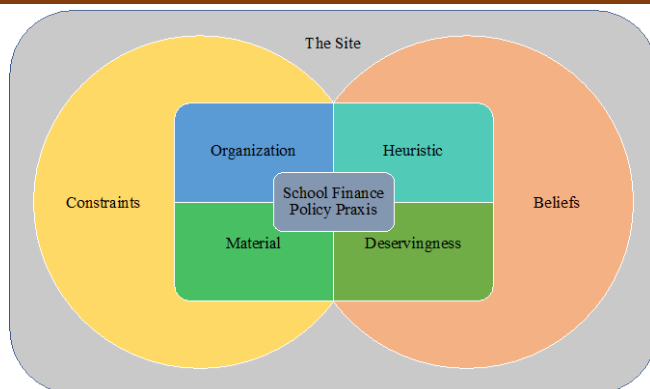 The Site
Organization
Heuristic
Constraints
School Finance
Policy Praxis
Beliefs
Material
Deservingness